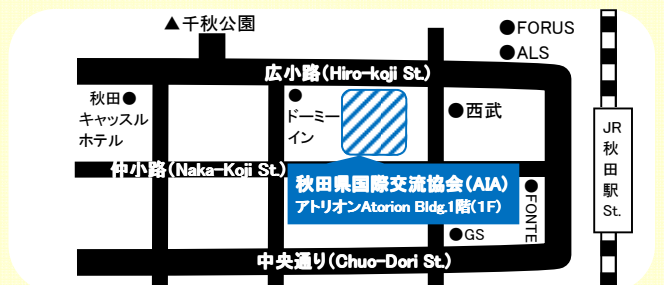 ▲千秋公園
●FORUS
●ALS
広小路(Hiro-koji St.)
秋田●
キャッスル
ホテル
●
ドーミー
イン
●西武
JR
秋
田
駅
St.
仲小路(Naka-Koji St.)
秋田県国際交流協会(AIA)
アトリオンAtorion Bldg.1階(1F)
●FONTE
●GS
中央通り(Chuo-Dori St.)